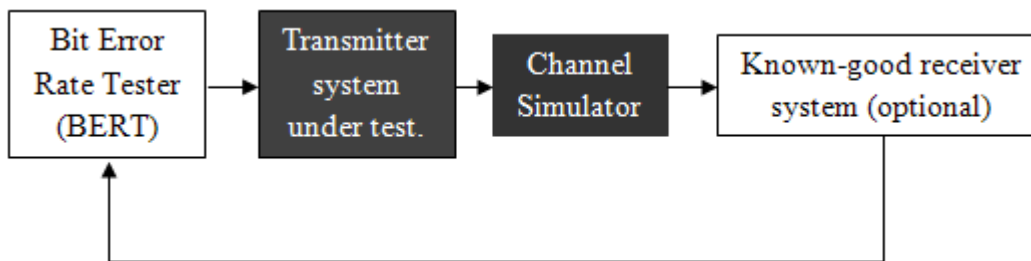 Bit Error
Rate Tester
(BERT)
Transmitter
system
under test.
Channel
Simulator
Known-good receiver
system (optional)